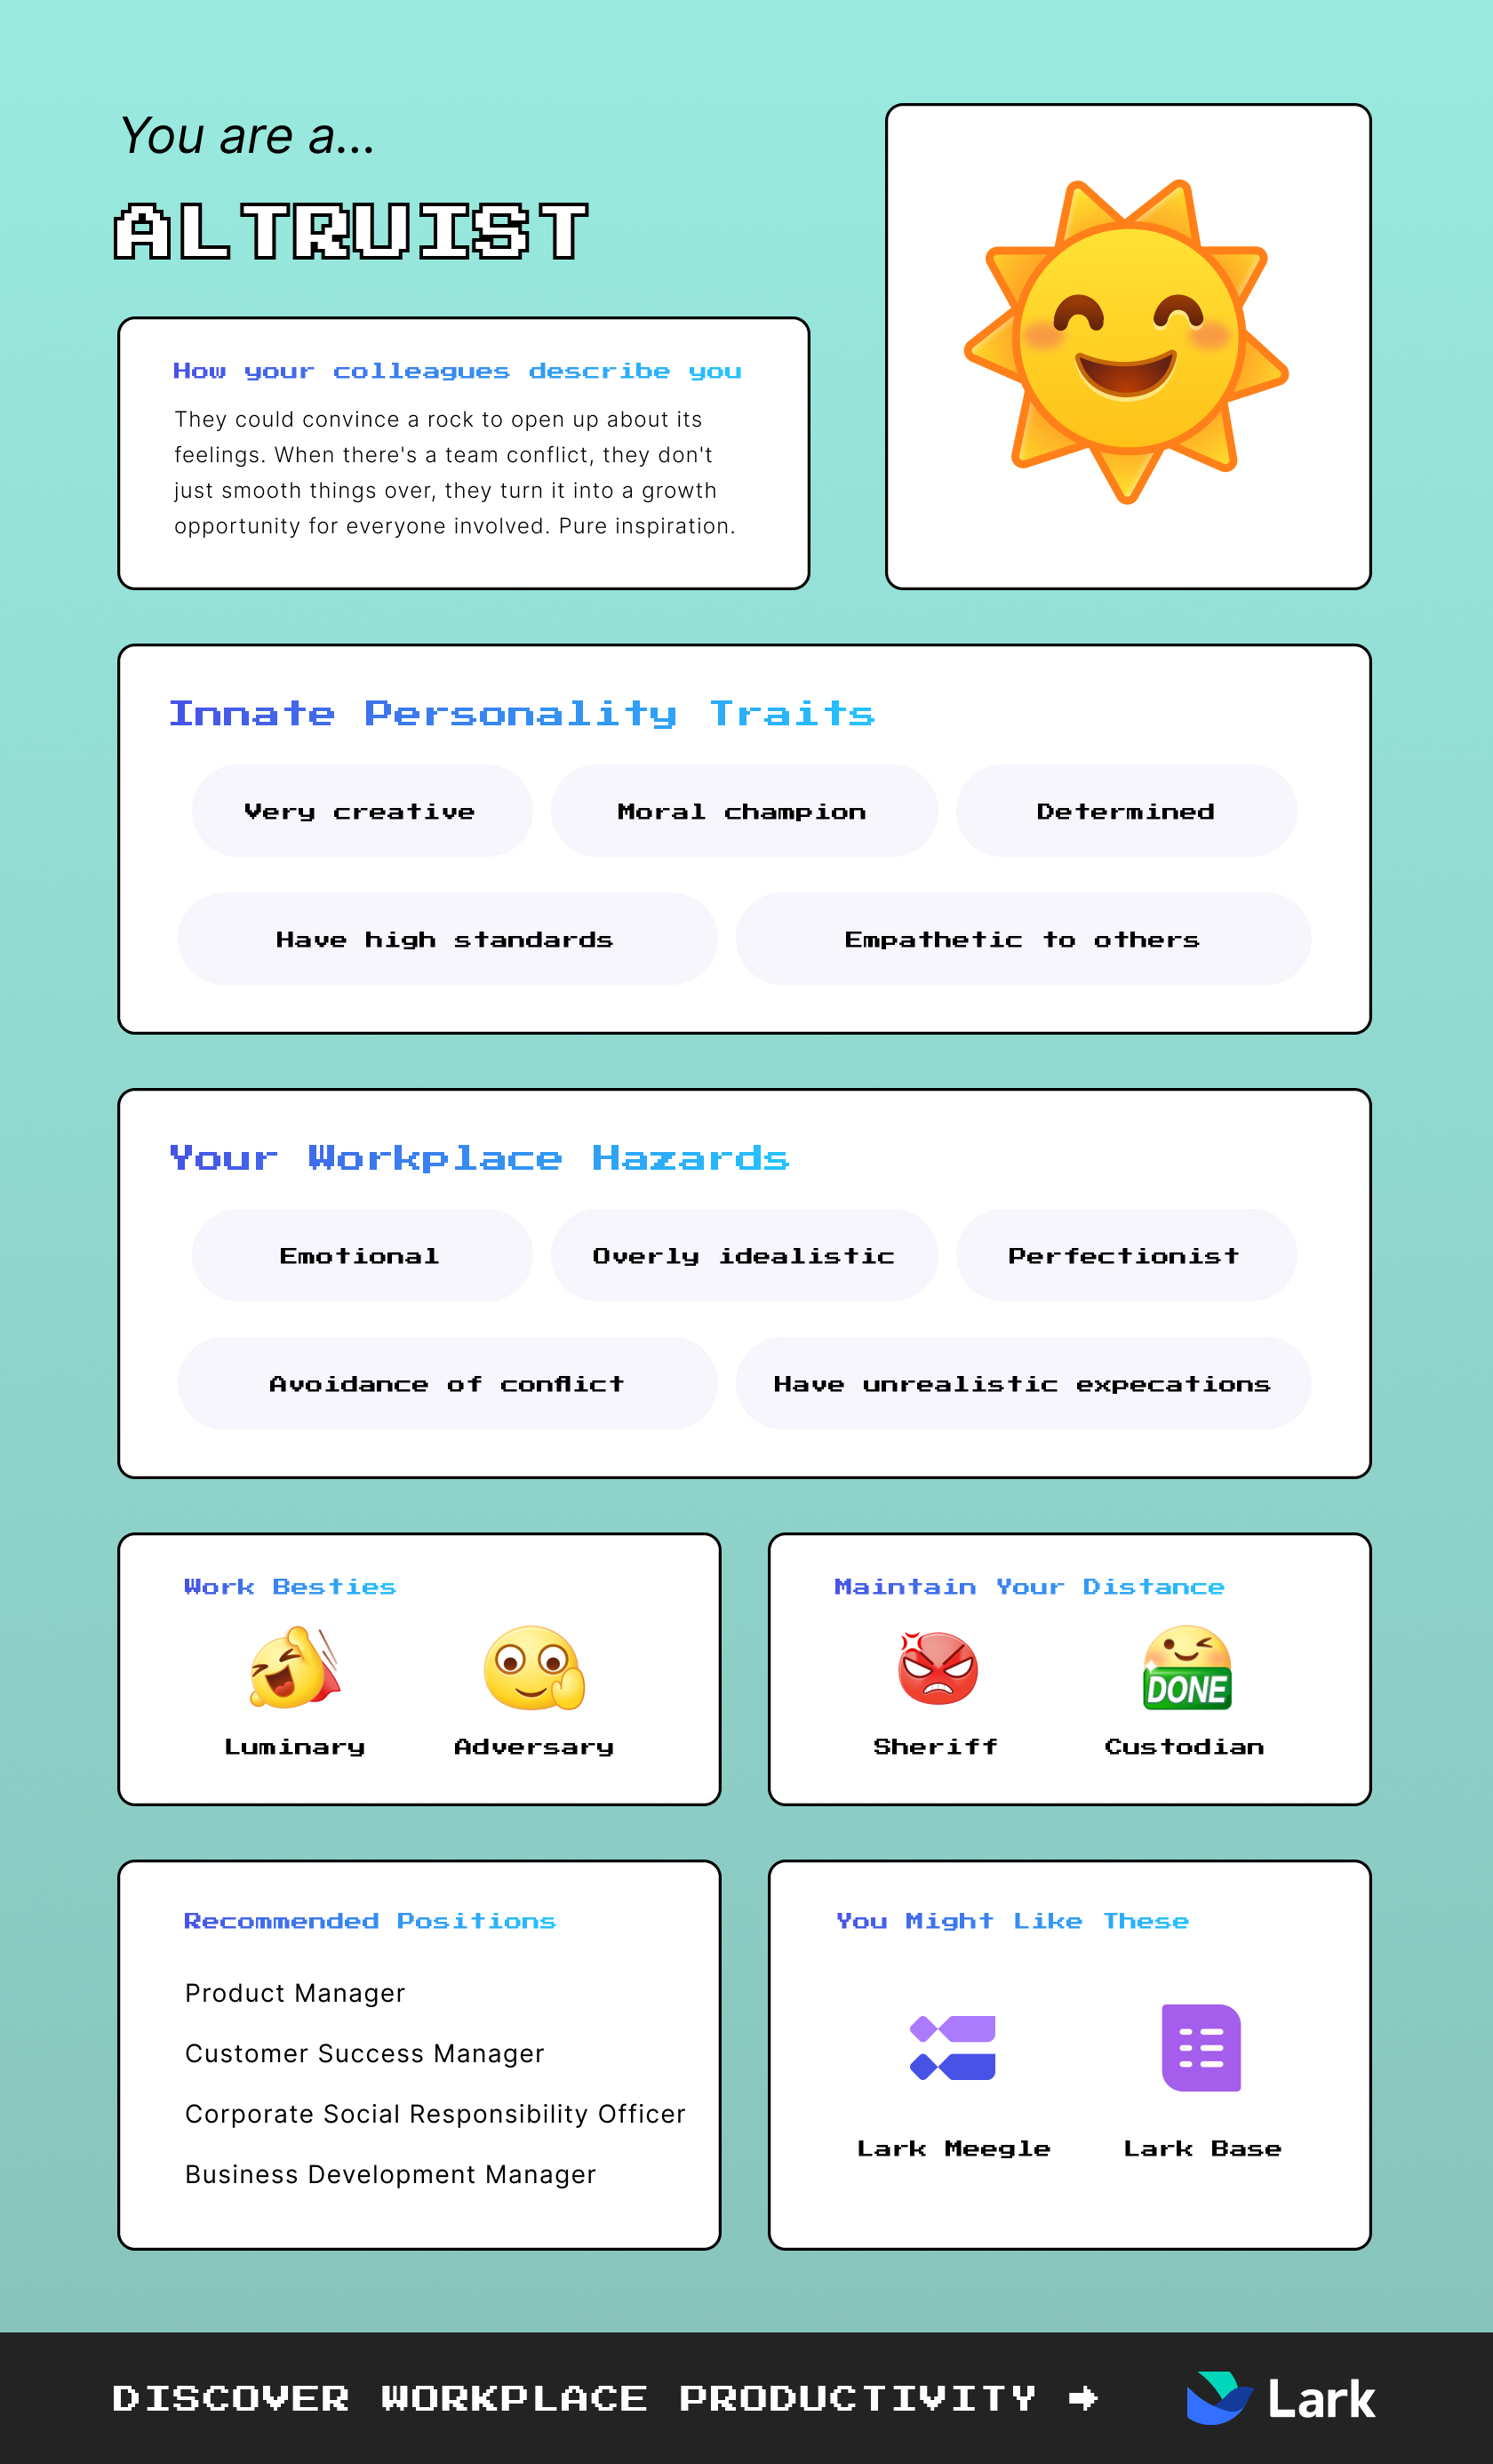 You are a...
ALTRUIST
How your colleagues describe you
They could convince a rock to open up about its
feelings. When there's a team conflict, they don't
just smooth things over, they turn it into a growth
opportunity for everyone involved. Pure inspiration.
Innate Personality Traits
Very creative
Moral champion
Determined
Have high standards
Empathetic to others
Your Workplace Hazards
Emotional
Overly idealistic
Perfectionist
Avoidance of conflict
Have unrealistic expecations
Work Besties
Luminary
Adversary
Maintain Your Distance
DONE
Sheriff
Custodian
Recommended Positions
Product Manager
Customer Success Manager
Corporate Social Responsibility Officer
Business Development Manager
You Might Like These
Lark Meegle
Lark Base
DISCOVER WORKPLACE PRODUCTIVITY →
Lark